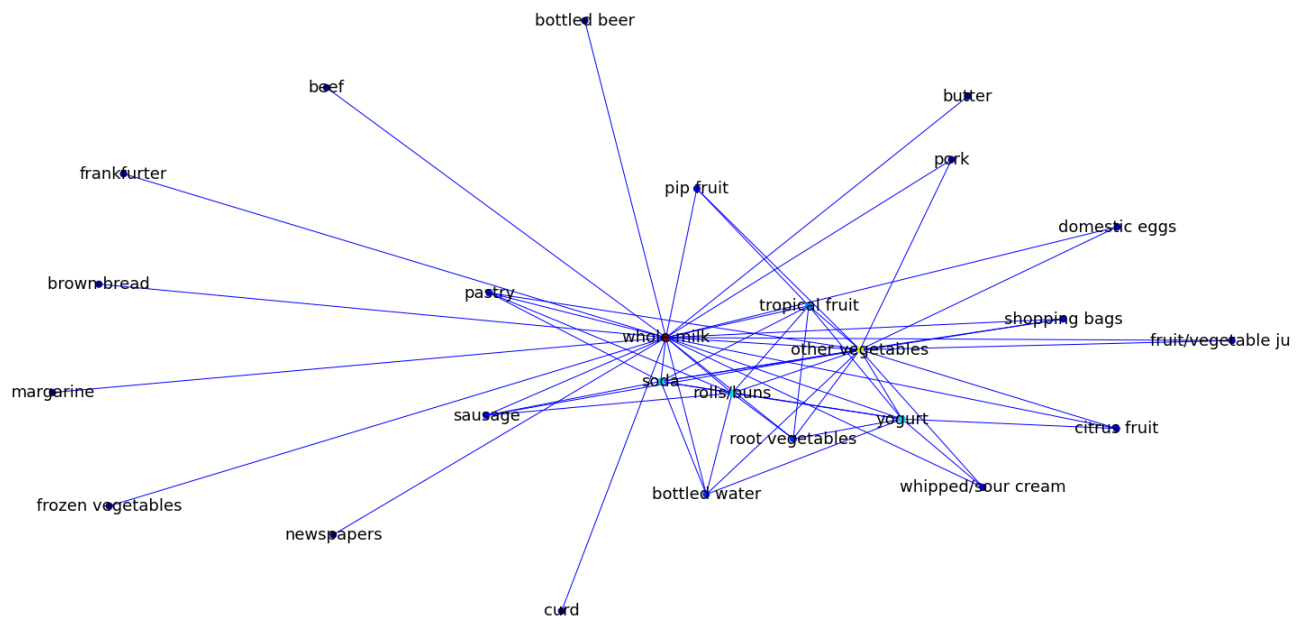 bottled beer
beef
butter
pork
frankfurter
pip fruit
domestic eggs
brown bread
pastry
tropical fruit
shopping bags
whole milk
fruit/vegetable ju
other vegetables
soda
margarine
rolls/buns
sausage
yogurt
citrus fruit
root vegetables
whipped/sour cream
bottled water
frozen vegetables
newspapers
curd